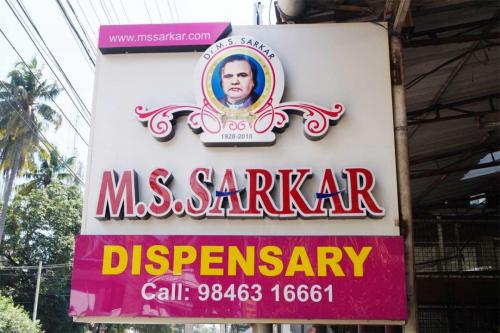 www.mssarkar.com
Dr. M. S. SARKAR
1928-2018
M.S.SARKAR
DISPENSARY
Call: 98463 16661